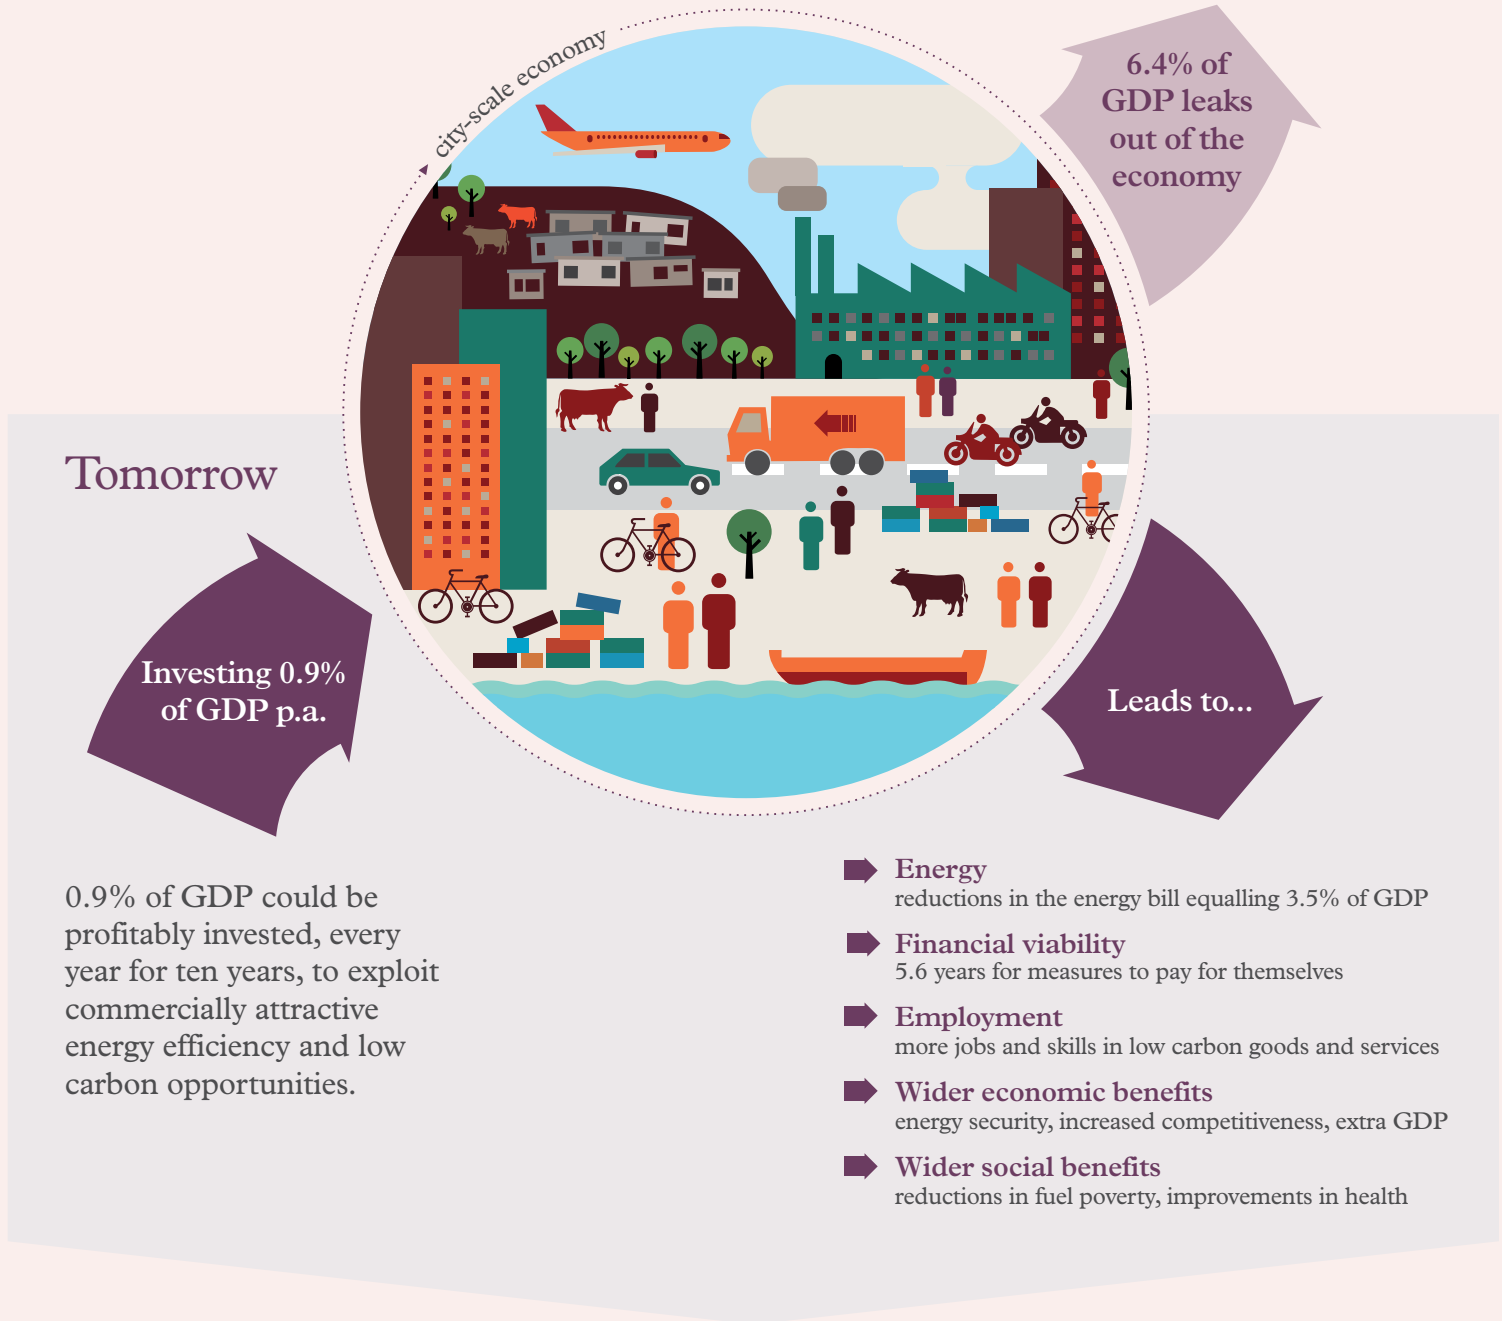 city-scale economy
6.4% of
GDP leaks
out of the
economy
Tomorrow
Investing 0.9%
of GDP p.a.
Leads to...
0.9% of GDP could be
profitably invested, every
year for ten years, to exploit
commercially attractive
energy efficiency and low
carbon opportunities.
Energy
reductions in the energy bill equalling 3.5% of GDP
Financial viability
5.6 years for measures to pay for themselves
Employment
more jobs and skills in low carbon goods and services
Wider economic benefits
energy security, increased competitiveness, extra GDP
Wider social benefits
reductions in fuel poverty, improvements in health